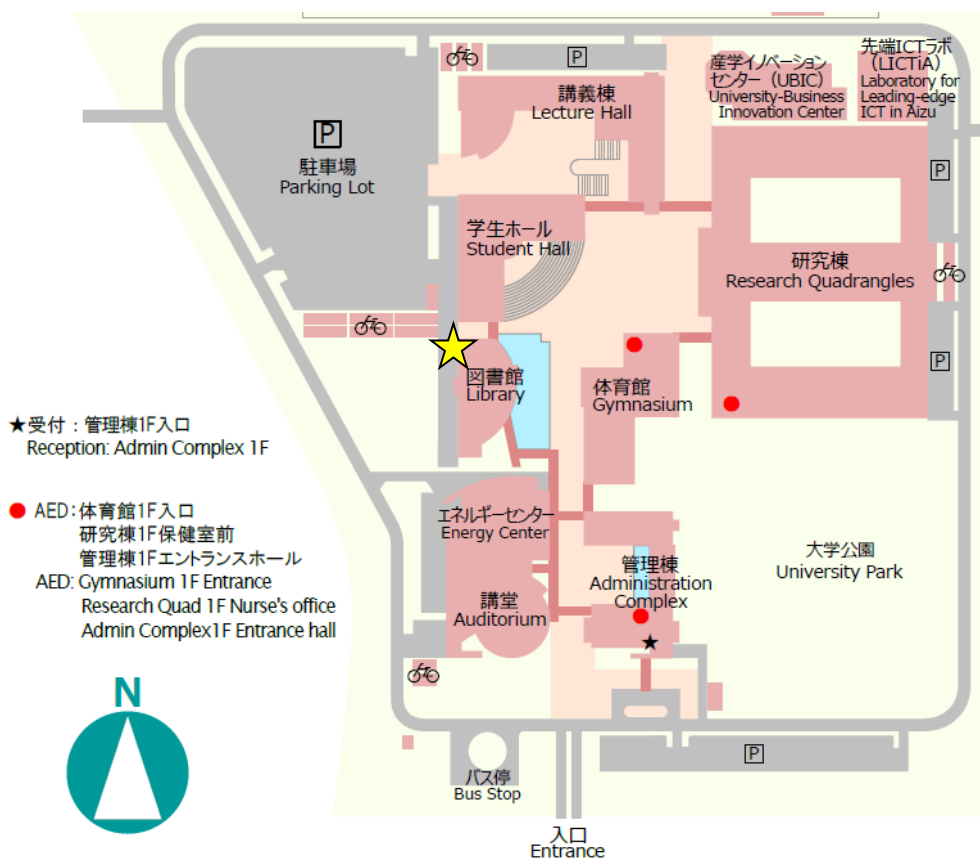 P
講義棟
Lecture Hall
産学イノベーション
センター（UBIC）
University-Business
Innovation Center
先端ICTラボ
（LICTiA）
Laboratory for
Leading-edge
ICT in Aizu
P
駐車場
Parking Lot
P
学生ホール
Student Hall
研究棟
Research Quadrangles
P
図書館
Library
体育館
Gymnasium
★受付：管理棟1F入口
Reception: Admin Complex 1F
AED:体育館1F入口
研究棟1F保健室前
管理棟1Fエントランスホール
AED: Gymnasium 1F Entrance
Research Quad 1F Nurse's office
Admin Complex1F Entrance hall
エネルギーセンター
Energy Center
管理棟
Administration
Complex
大学公園
University Park
講堂
Auditorium
★
N
P
バス停
Bus Stop
入口
Entrance